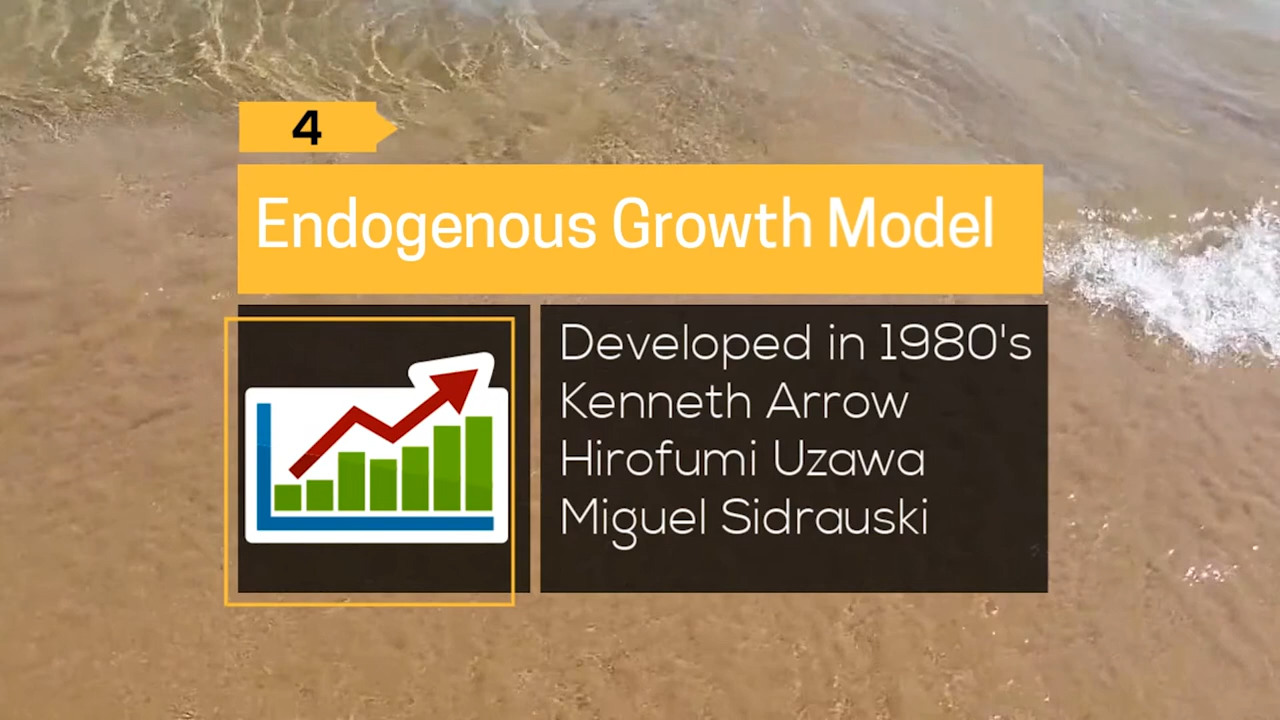 4
Endogenous Growth Model
Developed in 1980's
Kenneth Arrow
Hirofumi Uzawa
Miguel Sidrauski